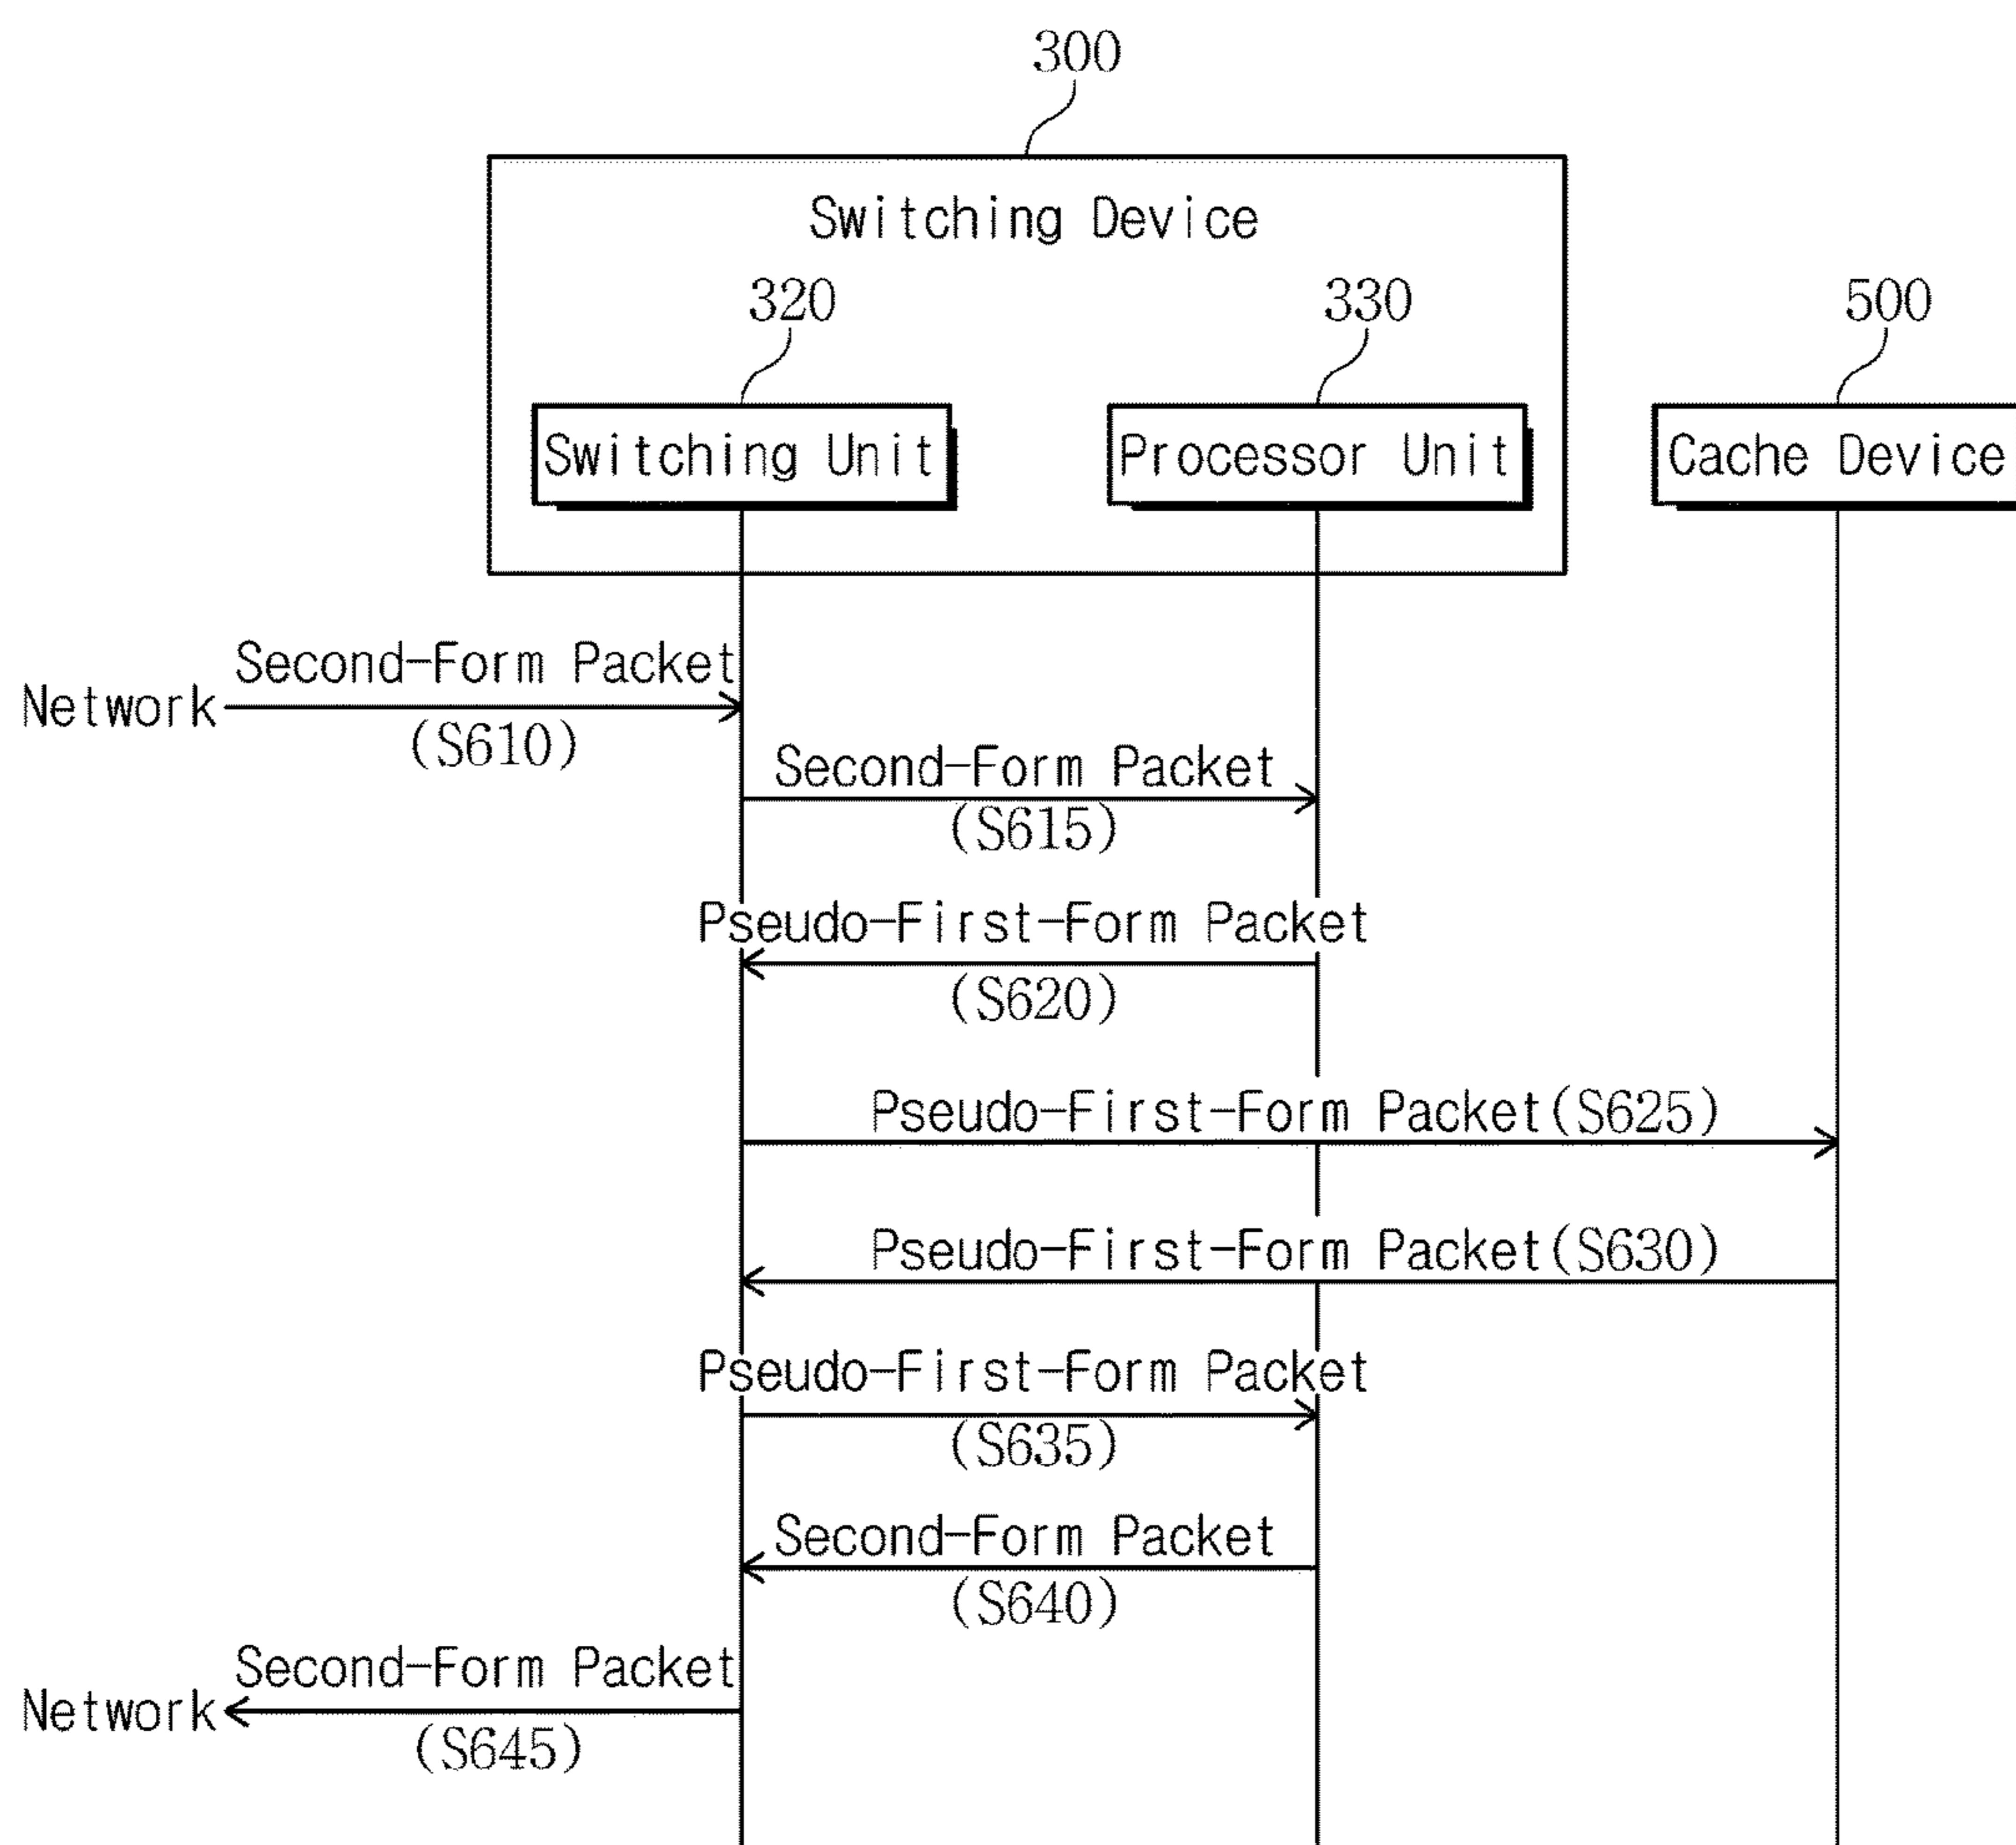 300
Switching Device
320
330
500
Switching Unit
Processor Unit
Cache Device
Second-Form Packet
Network
(S610)
Second-Form Packet
(S615)
Pseudo-First-Form Packet
(S620)
Pseudo-First-Form Packet(S625)
Pseudo-First-Form Packet(S630)
Pseudo-First-Form Packet
(S635)
Second-Form Packet
(S640)
Second-Form Packet
Network
(S645)